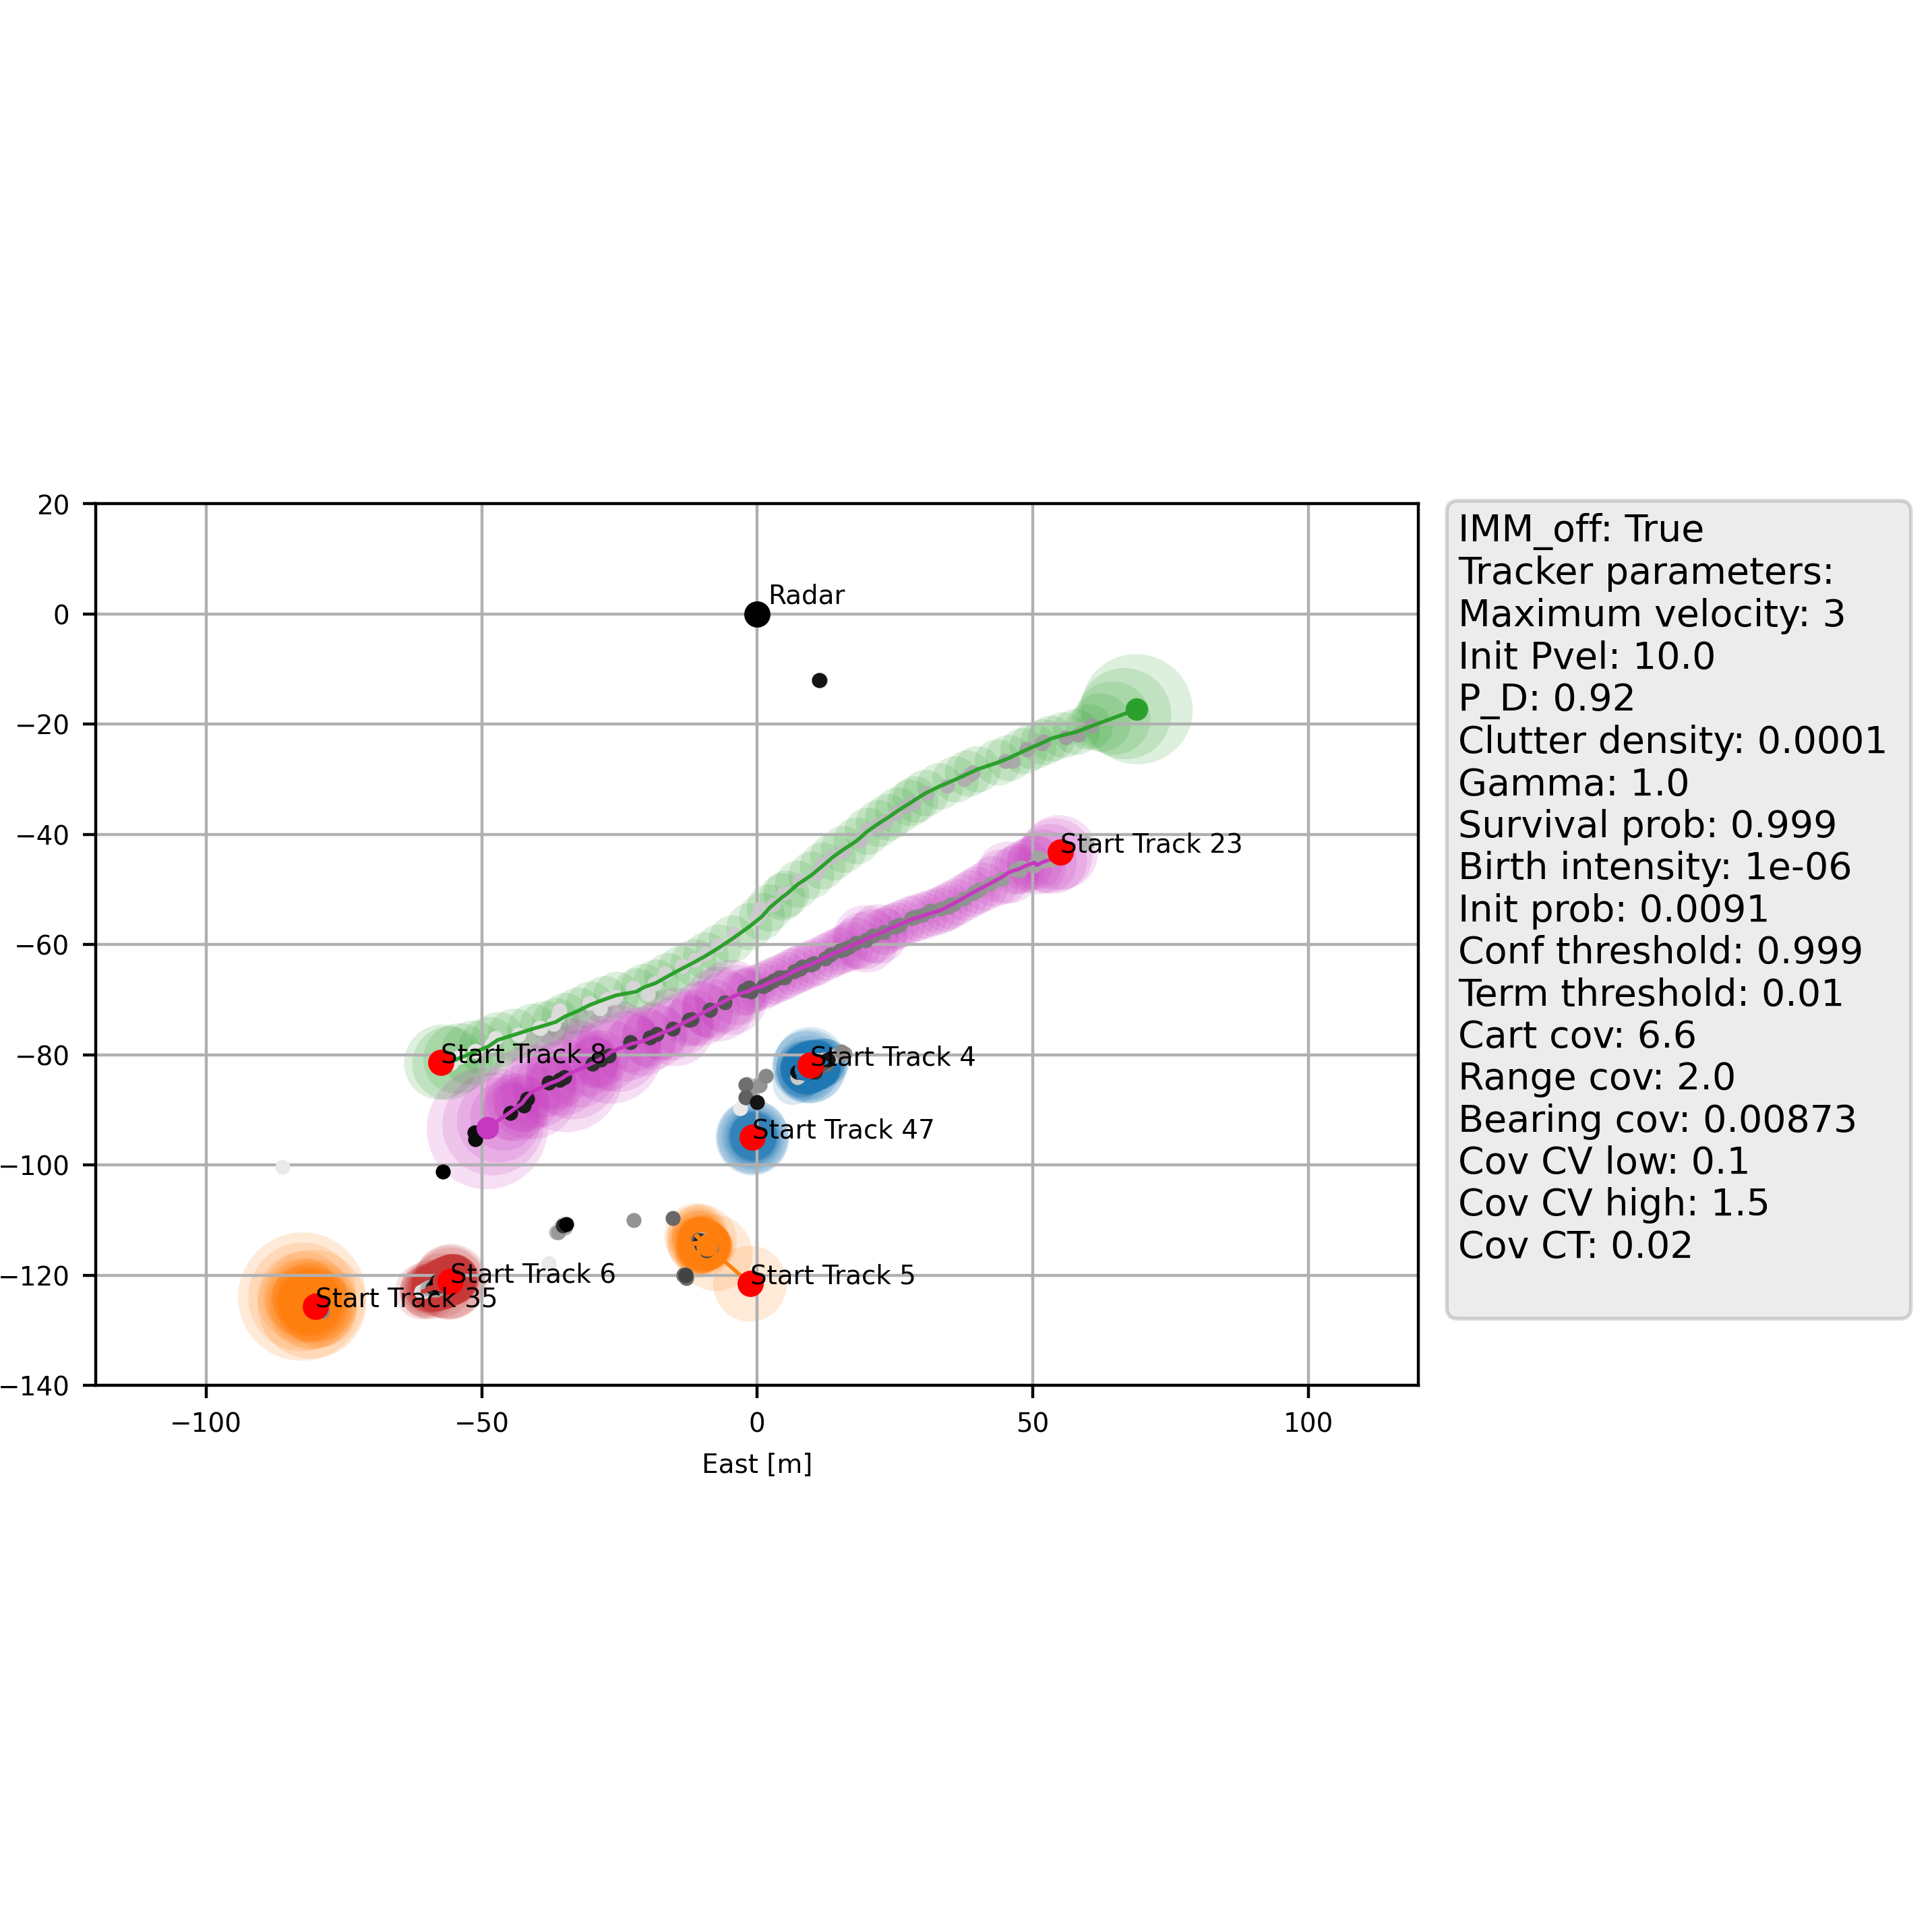 20
0
−20
−40
−60
−80
−100
−120
−140
−100
−50
0
50
100
East [m]
Radar
Start Track 23
Start Track 8
Start Track 4
Start Track 47
Start Track 6
Start Track 5
Start Track 35
IMM_off: True
Tracker parameters:
Maximum velocity: 3
Init Pvel: 10.0
P_D: 0.92
Clutter density: 0.0001
Gamma: 1.0
Survival prob: 0.999
Birth intensity: 1e-06
Init prob: 0.0091
Conf threshold: 0.999
Term threshold: 0.01
Cart cov: 6.6
Range cov: 2.0
Bearing cov: 0.00873
Cov CV low: 0.1
Cov CV high: 1.5
Cov CT: 0.02